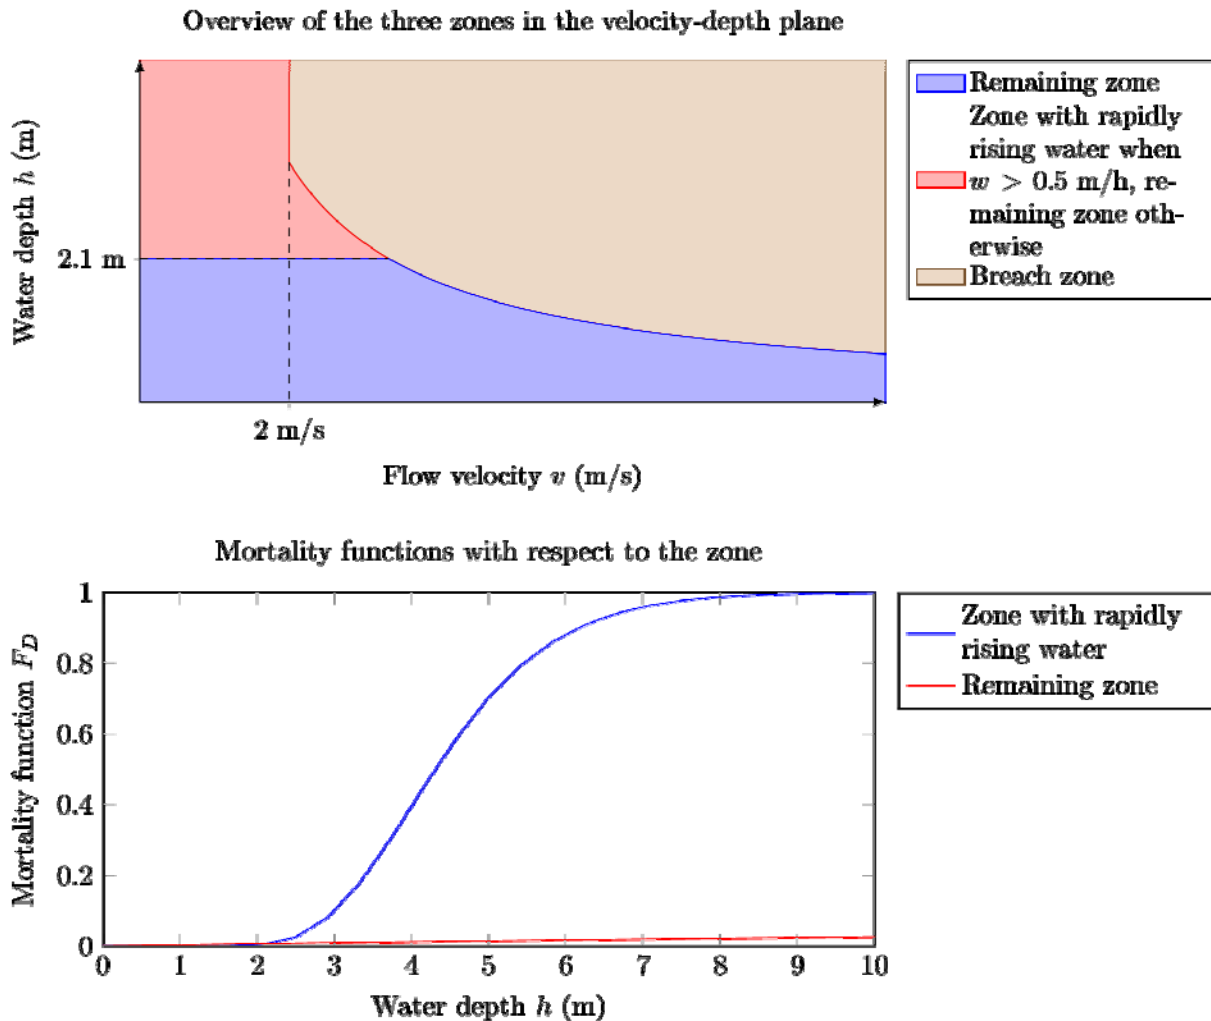 Overview of the three zones in the velocity-depth plane
Water depth h (m)
2.1 m
2 m/s
Flow velocity v (m/s)
Remaining zone
Zone with rapidly
rising water when
w > 0.5 m/h, re-
maining zone oth-
erwise
Breach zone
Mortality functions with respect to the zone
Mortality function F_D
1
0.8
0.6
0.4
0.2
0
0 1 2 3 4 5 6 7 8 9 10
Water depth h (m)
Zone with rapidly
rising water
Remaining zone